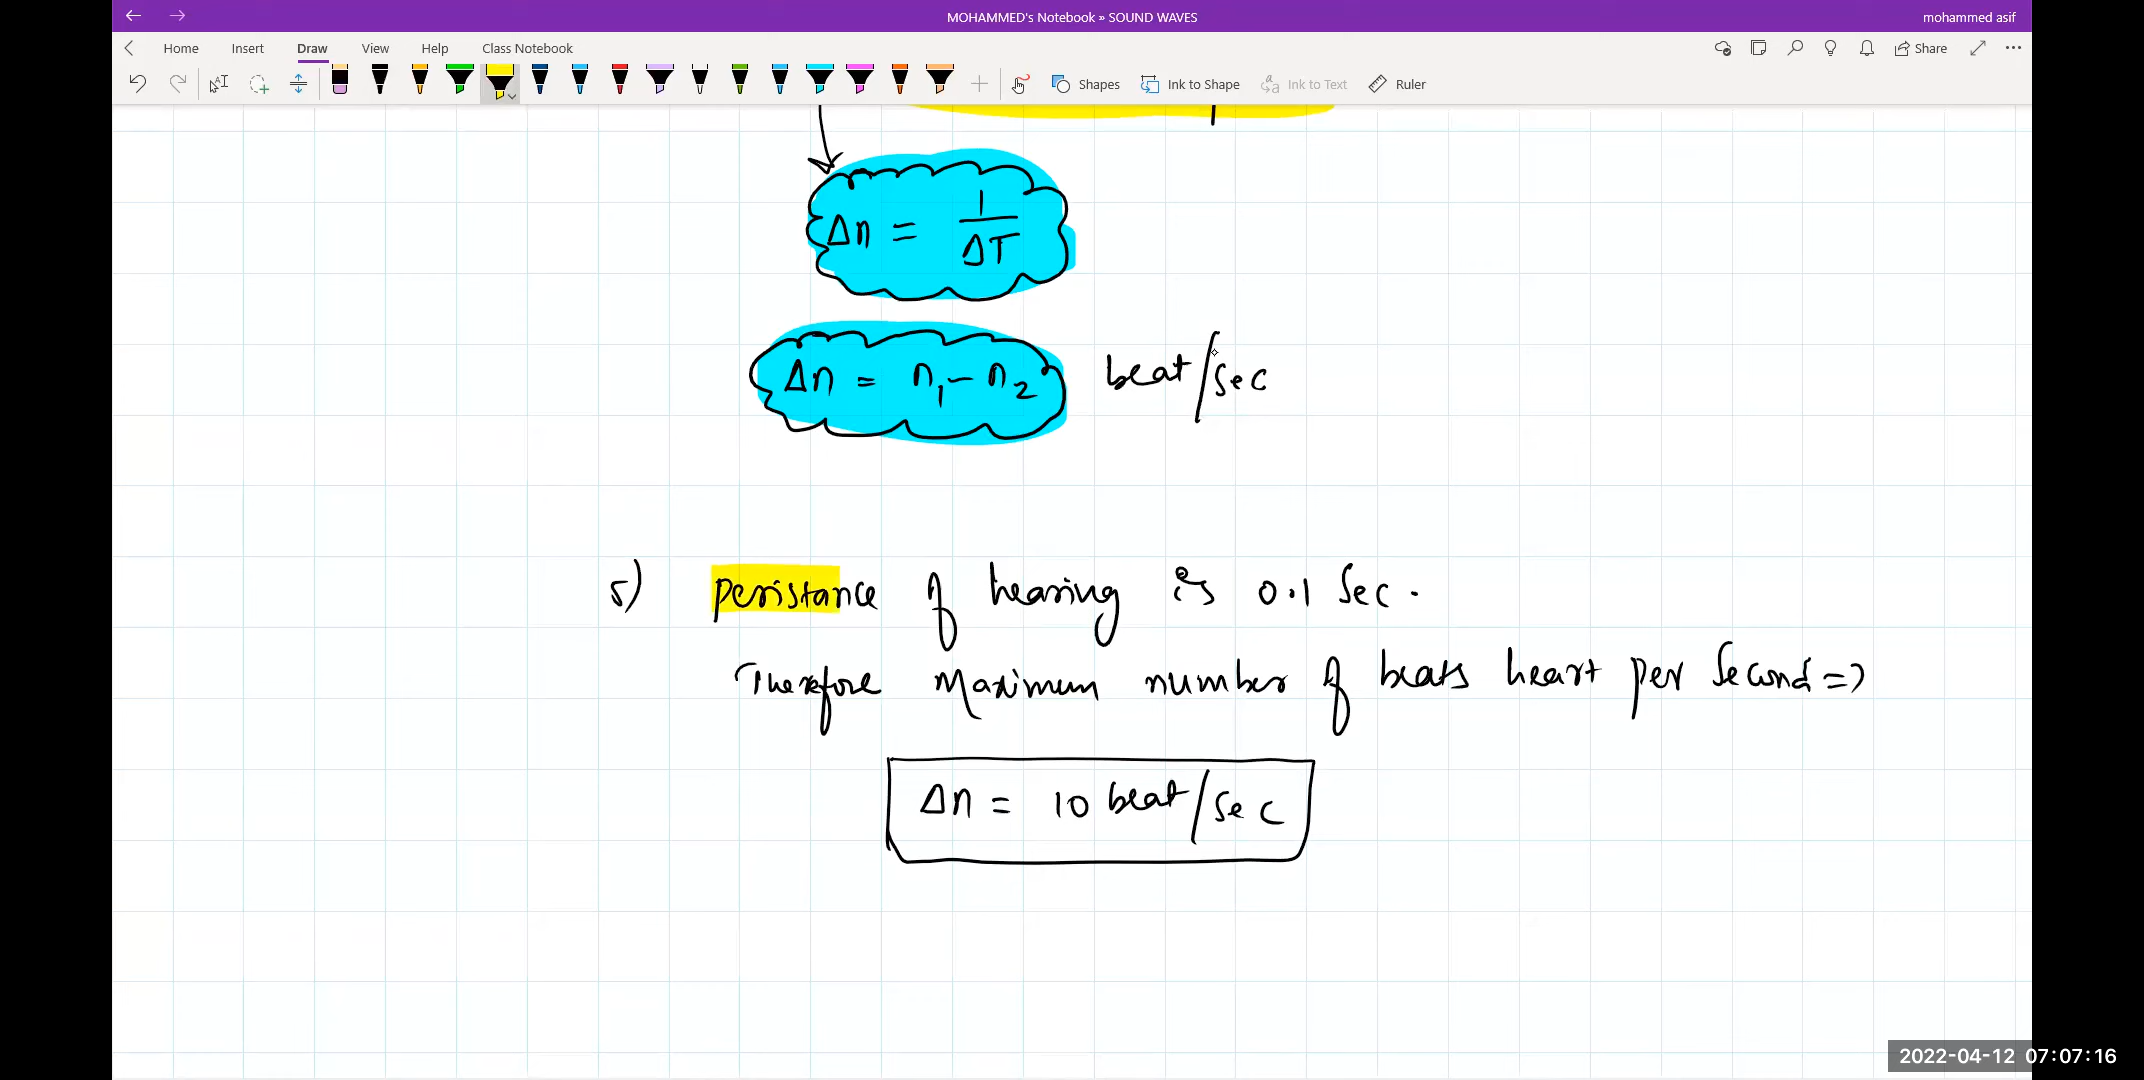 MOHAMMED's Notebook » SOUND WAVES
mohammed asif
Home Insert Draw View Help Class Notebook
Share
Shapes Ink to Shape Ink to Text Ruler
Δn = 1/ΔT
Δn = n₁ – n₂ beat/sec
5) persistance of hearing is 0.1 Sec.
Therefore Maximum number of beats heart per Second =>
Δn = 10 beat/sec
2022-04-12 07:07:16